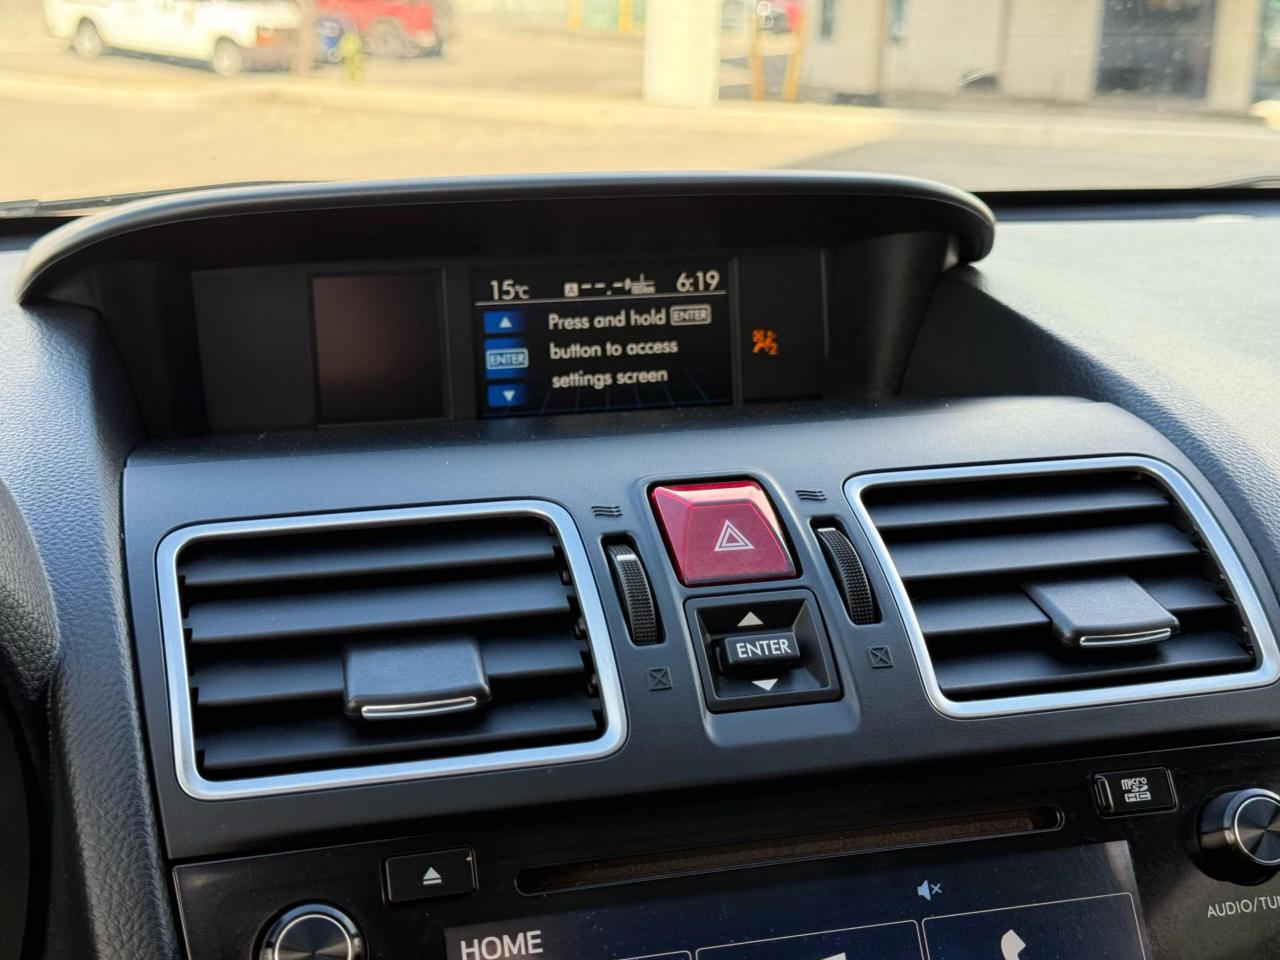 15°C A --.- 6:19
Press and hold ENTER
button to access
ENTER
settings screen
2
ENTER
micro
SD
HC
HOME
AUDIO/TU